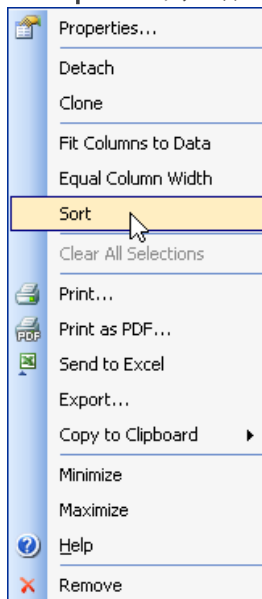 Properties...
Detach
Clone
Fit Columns to Data
Equal Column Width
Sort
Clear All Selections
Print...
PDF
Print as PDF...
Send to Excel
Export...
Copy to Clipboard
Minimize
Maximize
Help
Remove